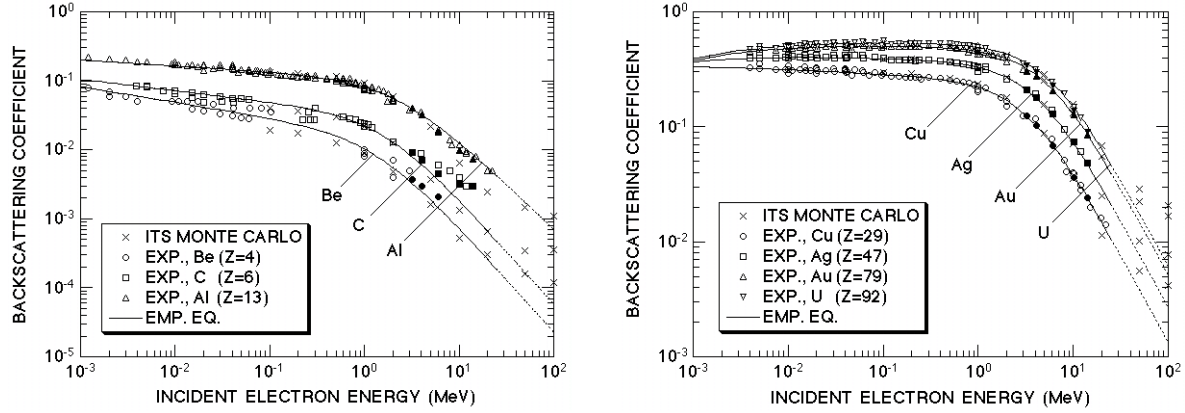 BACKSCATTERING COEFFICIENT
10^0
10^-1
10^-2
10^-3
10^-4
10^-5
Be
C
Al
× ITS MONTE CARLO
○ EXP., Be (Z=4)
□ EXP., C (Z=6)
△ EXP., Al (Z=13)
— EMP. EQ.
10^-3 10^-2 10^-1 10^0 10^1 10^2
INCIDENT ELECTRON ENERGY (MeV)
BACKSCATTERING COEFFICIENT
10^0
10^-1
10^-2
10^-3
Cu
Ag
Au
U
× ITS MONTE CARLO
○ EXP., Cu (Z=29)
□ EXP., Ag (Z=47)
△ EXP., Au (Z=79)
▽ EXP., U (Z=92)
— EMP. EQ.
10^-3 10^-2 10^-1 10^0 10^1 10^2
INCIDENT ELECTRON ENERGY (MeV)